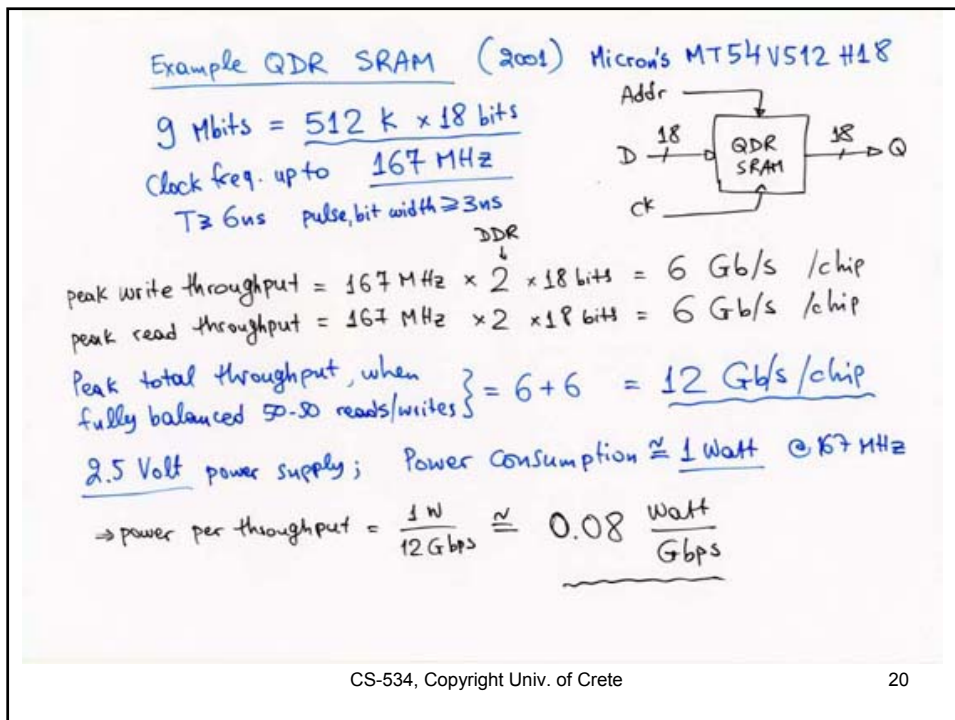 Example QDR SRAM (2001) Micron's MT54V512H18
9 Mbits = 512 k × 18 bits
Clock freq. up to 167 MHz
T ≥ 6ns pulse, bit width ≥ 3ns
Addr
D 18 QDR SRAM 18 Q
ck
DDR
↓
peak write throughput = 167 MHz × 2 × 18 bits = 6 Gb/s /chip
peak read throughput = 167 MHz × 2 × 18 bits = 6 Gb/s /chip
Peak total throughput, when
fully balanced 50-50 reads/writes } = 6 + 6 = 12 Gb/s/chip
2.5 Volt power supply; Power Consumption ≅ 1 Watt @ 167 MHz
⇒ power per throughput = 1 W / 12 Gbps ≅ 0.08 Watt / Gbps
CS-534, Copyright Univ. of Crete 20